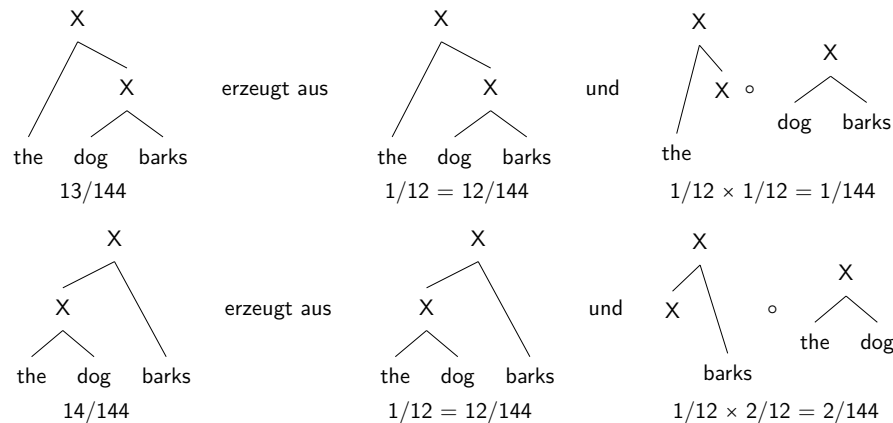 X X X
X X
X erzeugt aus X und X ∘
dog barks
the dog barks the dog barks the
13/144 1/12 = 12/144 1/12 × 1/12 = 1/144
X X X
X
X erzeugt aus X und X ∘
the dog
the dog barks the dog barks barks
14/144 1/12 = 12/144 1/12 × 2/12 = 2/144